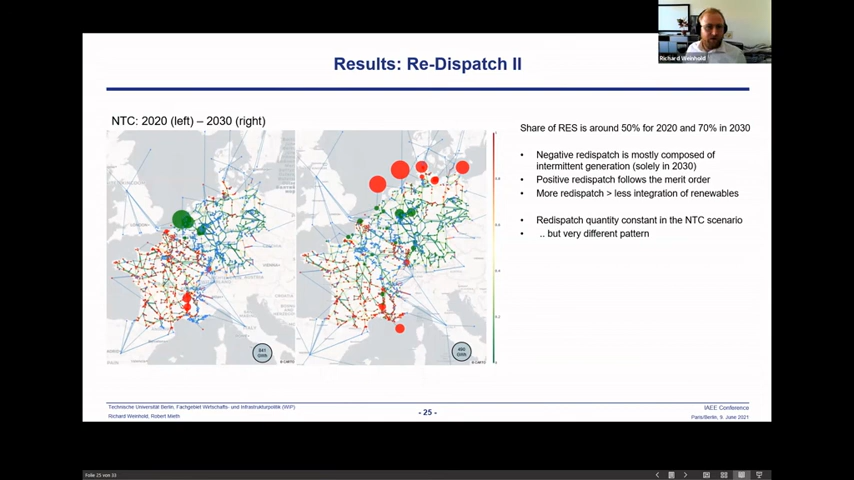 Richard Weinhold
Results: Re-Dispatch II
NTC: 2020 (left) – 2030 (right)
Share of RES is around 50% for 2020 and 70% in 2030
• Negative redispatch is mostly composed of
intermittent generation (solely in 2030)
• Positive redispatch follows the merit order
• More redispatch > less integration of renewables
• Redispatch quantity constant in the NTC scenario
• .. but very different pattern
Technische Universität Berlin, Fachgebiet Wirtschafts- und Infrastrukturpolitik (WIP)
Richard Weinhold, Robert Mieth
- 25 -
IAEE Conference
Paris/Berlin, 9. June 2021
Folie 25 von 33